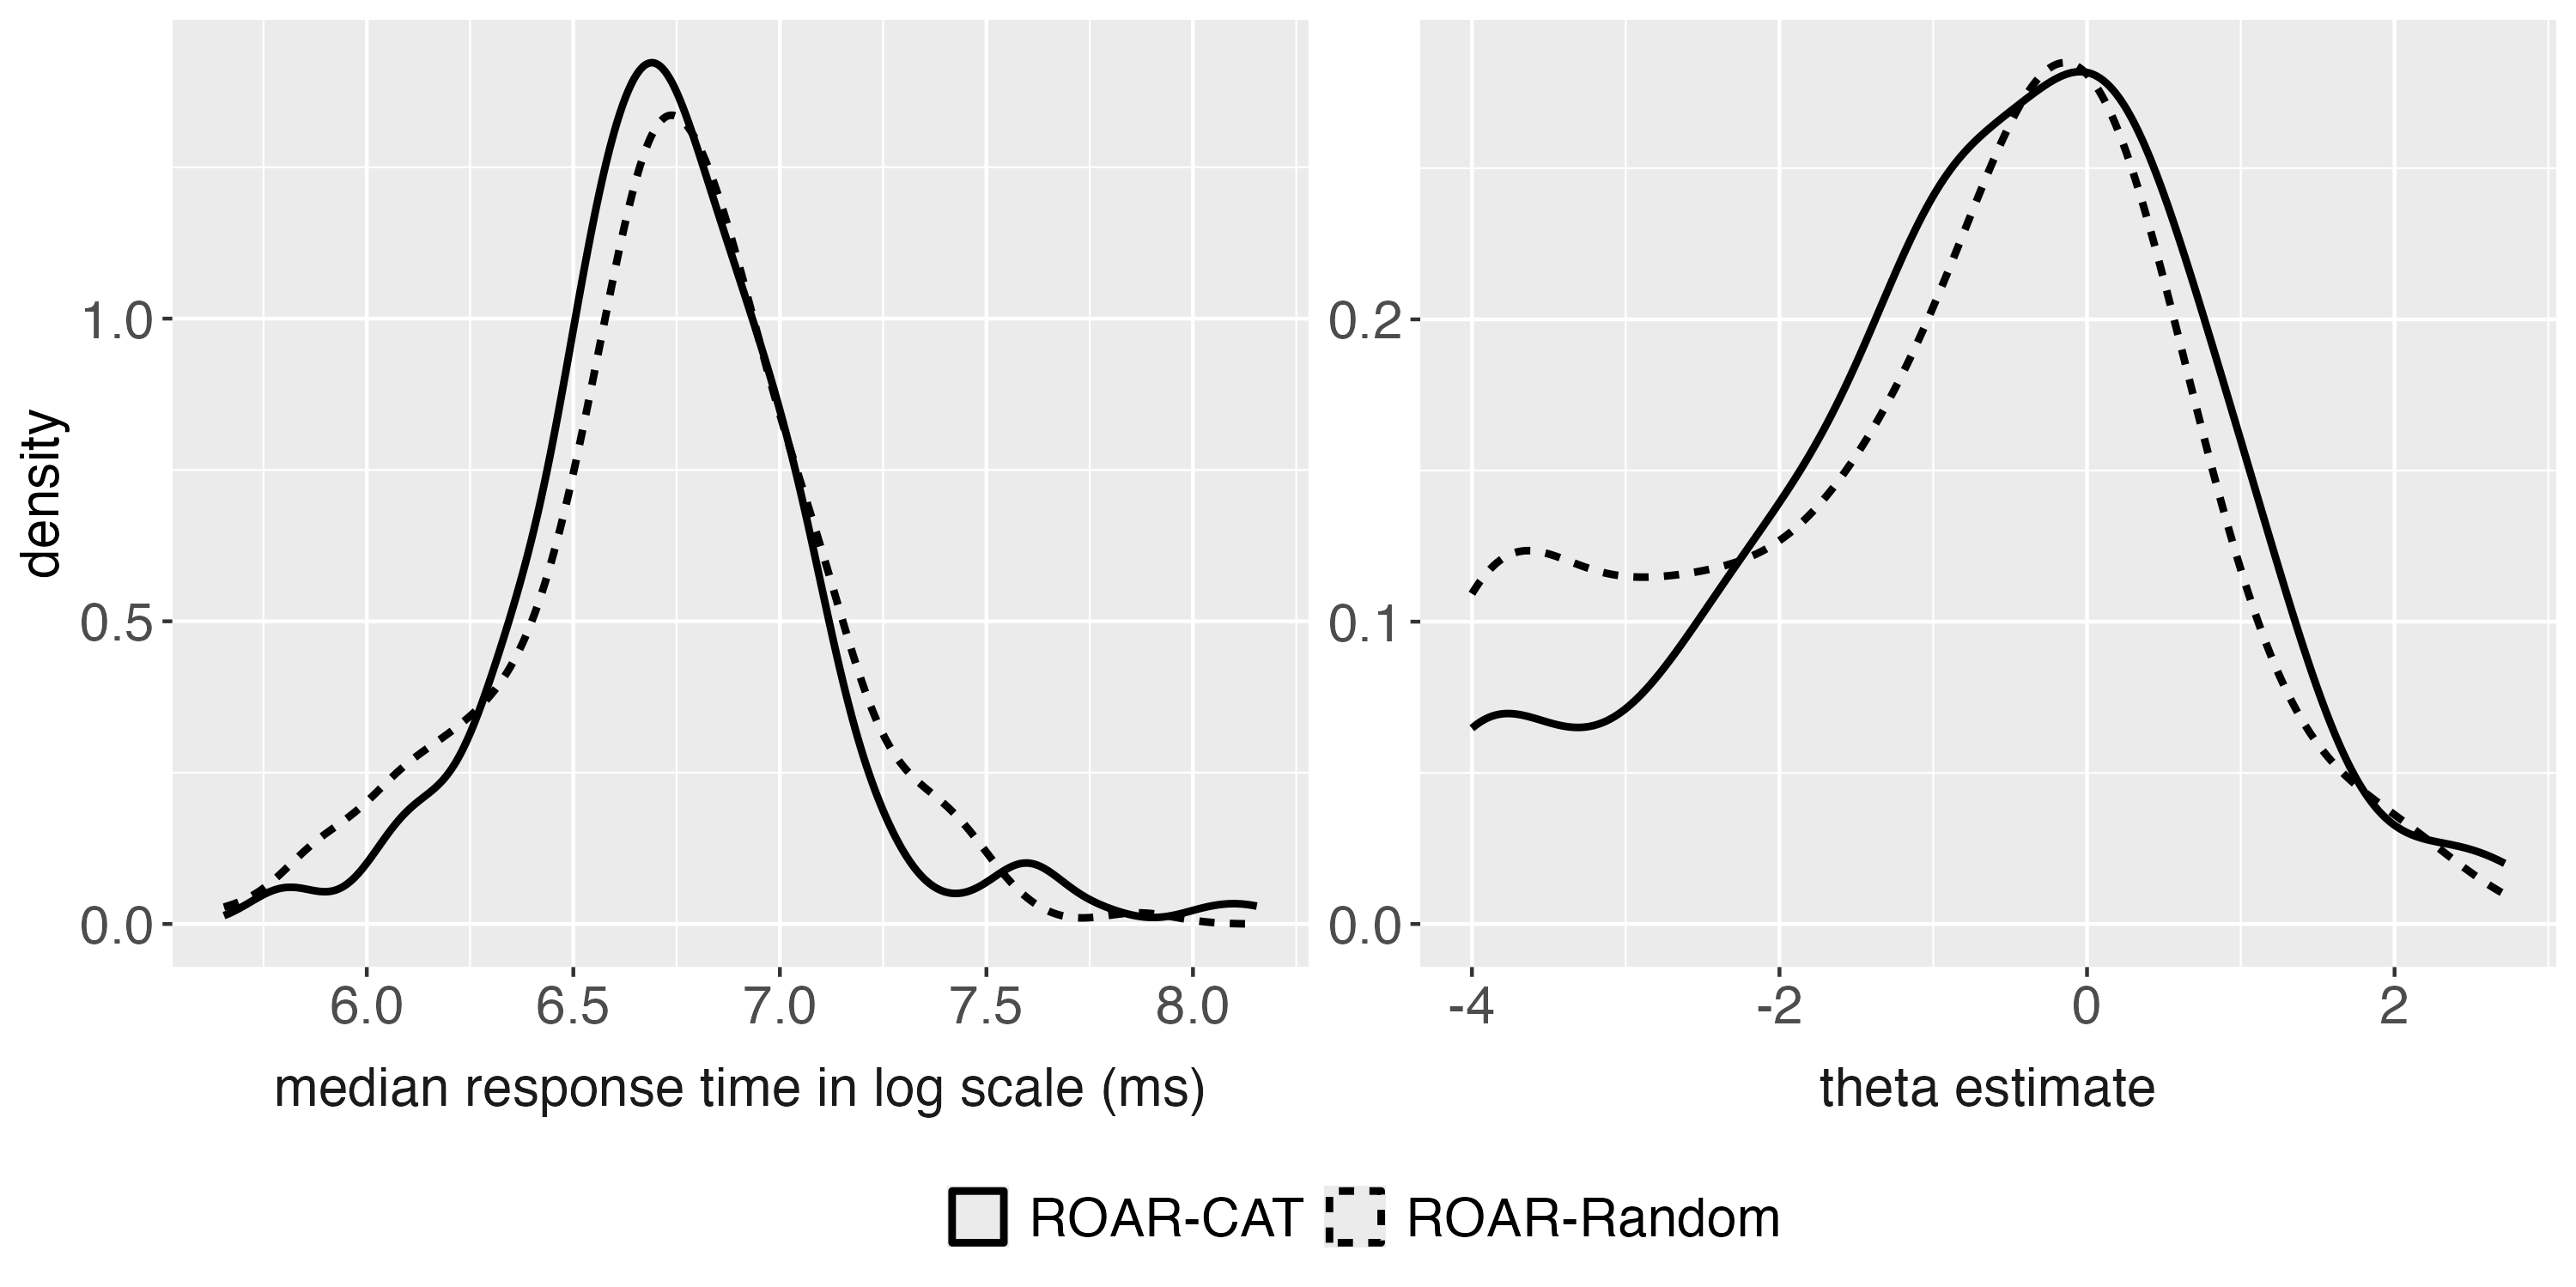 density
1.0
0.5
0.0
6.0 6.5 7.0 7.5 8.0
median response time in log scale (ms)
0.2
0.1
0.0
-4 -2 0 2
theta estimate
ROAR-CAT ROAR-Random